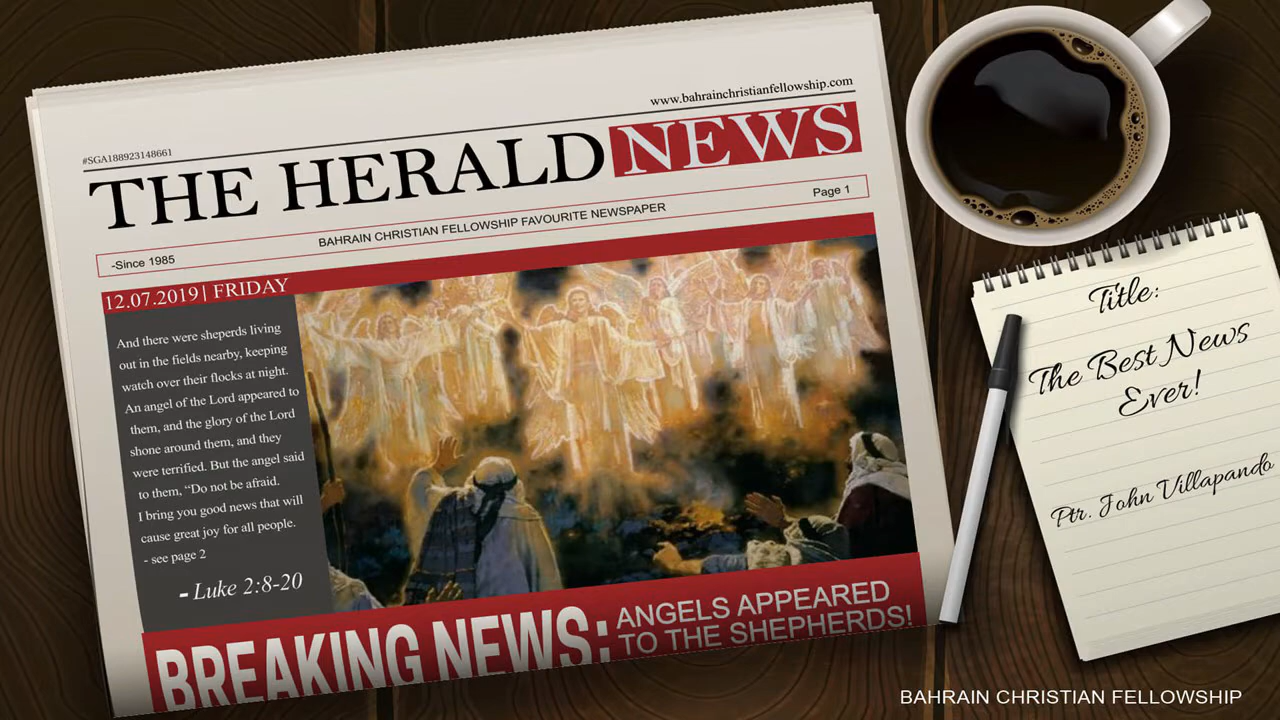 www.bahrainchristianfellowship.com
#SGA188923148661
THE HERALD NEWS
-Since 1985
BAHRAIN CHRISTIAN FELLOWSHIP FAVOURITE NEWSPAPER
Page 1
12.07.2019| FRIDAY
And there were sheperds living
out in the fields nearby, keeping
watch over their flocks at night.
An angel of the Lord appeared to
them, and the glory of the Lord
shone around them, and they
were terrified. But the angel said
to them, “Do not be afraid.
I bring you good news that will
cause great joy for all people.
- see page 2
- Luke 2:8-20
BREAKING NEWS:
ANGELS APPEARED
TO THE SHEPHERDS!
Title:
The Best News
Ever!
Ptr. John Villapando
BAHRAIN CHRISTIAN FELLOWSHIP